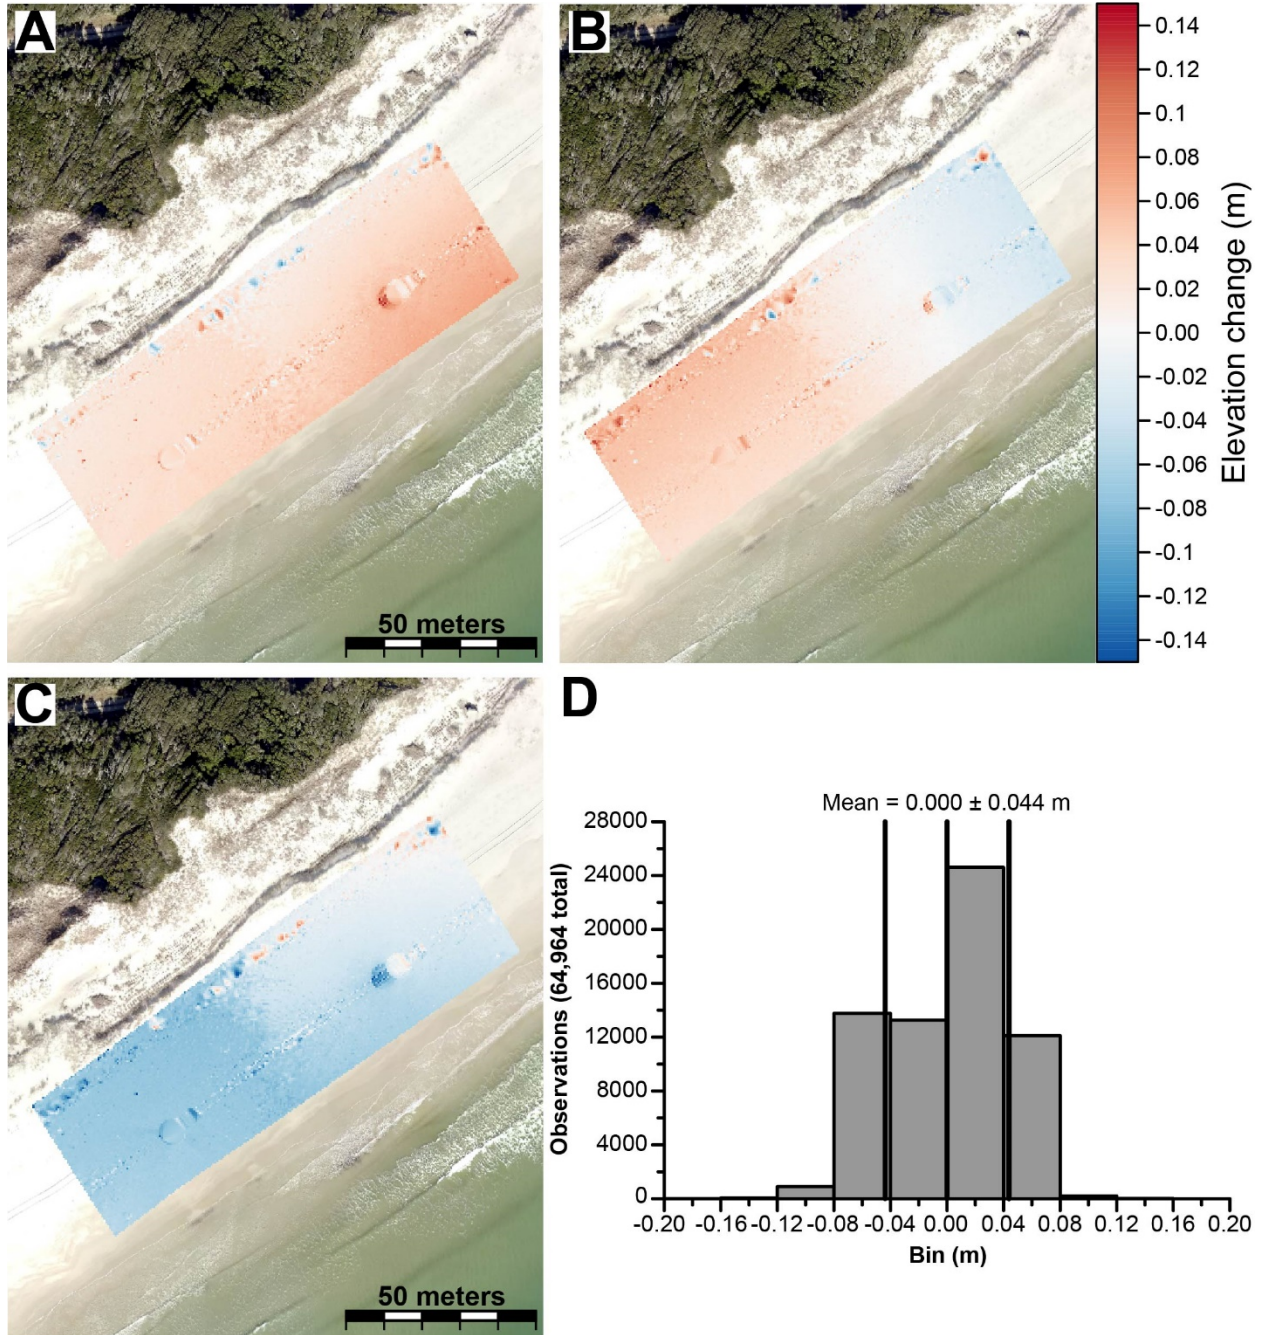 A
B
0.14
0.12
0.1
0.08
0.06
0.04
0.02
0.00
-0.02
-0.04
-0.06
-0.08
-0.1
-0.12
-0.14
Elevation change (m)
50 meters
C
50 meters
D
Mean = 0.000 ± 0.044 m
28000
24000
20000
16000
12000
8000
4000
0
Observations (64,964 total)
-0.20 -0.16 -0.12 -0.08 -0.04 0.00 0.04 0.08 0.12 0.16 0.20
Bin (m)